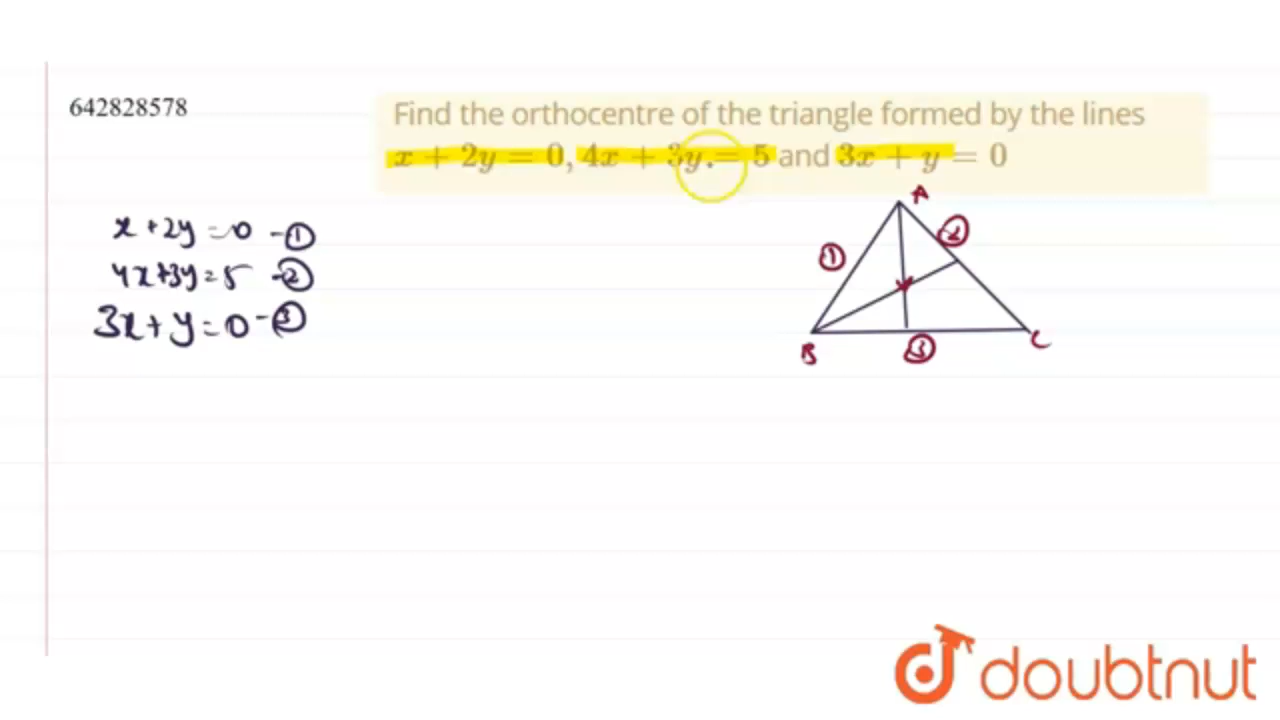 642828578
Find the orthocentre of the triangle formed by the lines
x + 2y = 0, 4x + 3y = 5 and 3x + y = 0
x + 2y = 0 - ①
4x + 3y = 5 - ②
3x + y = 0 - ③
A
① ②
B ③ C
doubtnut